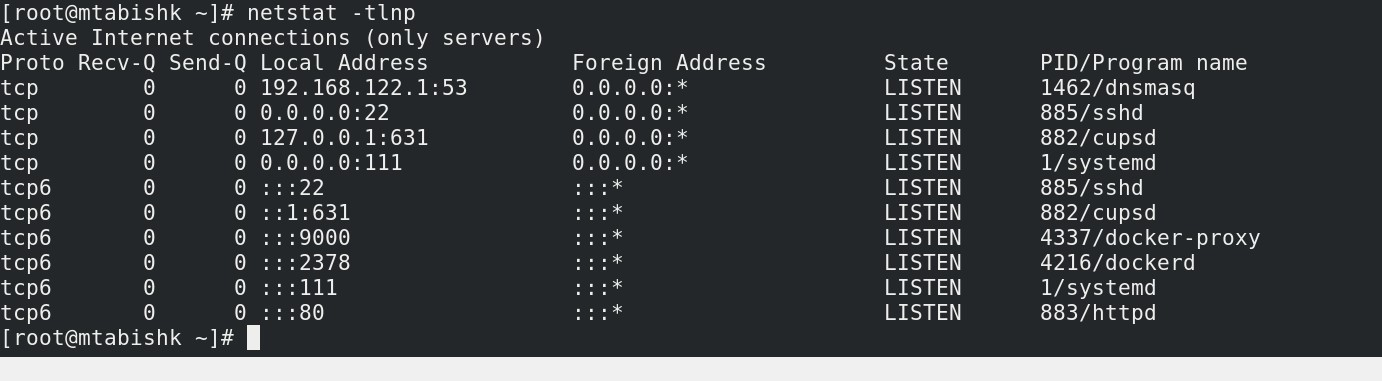 [root@mtabishk ~]# netstat -tlnp
Active Internet connections (only servers)
Proto Recv-Q Send-Q Local Address           Foreign Address         State       PID/Program name
tcp        0      0 192.168.122.1:53        0.0.0.0:*               LISTEN      1462/dnsmasq
tcp        0      0 0.0.0.0:22              0.0.0.0:*               LISTEN      885/sshd
tcp        0      0 127.0.0.1:631           0.0.0.0:*               LISTEN      882/cupsd
tcp        0      0 0.0.0.0:111             0.0.0.0:*               LISTEN      1/systemd
tcp6       0      0 :::22                   :::*                    LISTEN      885/sshd
tcp6       0      0 ::1:631                 :::*                    LISTEN      882/cupsd
tcp6       0      0 :::9000                 :::*                    LISTEN      4337/docker-proxy
tcp6       0      0 :::2378                 :::*                    LISTEN      4216/dockerd
tcp6       0      0 :::111                  :::*                    LISTEN      1/systemd
tcp6       0      0 :::80                   :::*                    LISTEN      883/httpd
[root@mtabishk ~]#